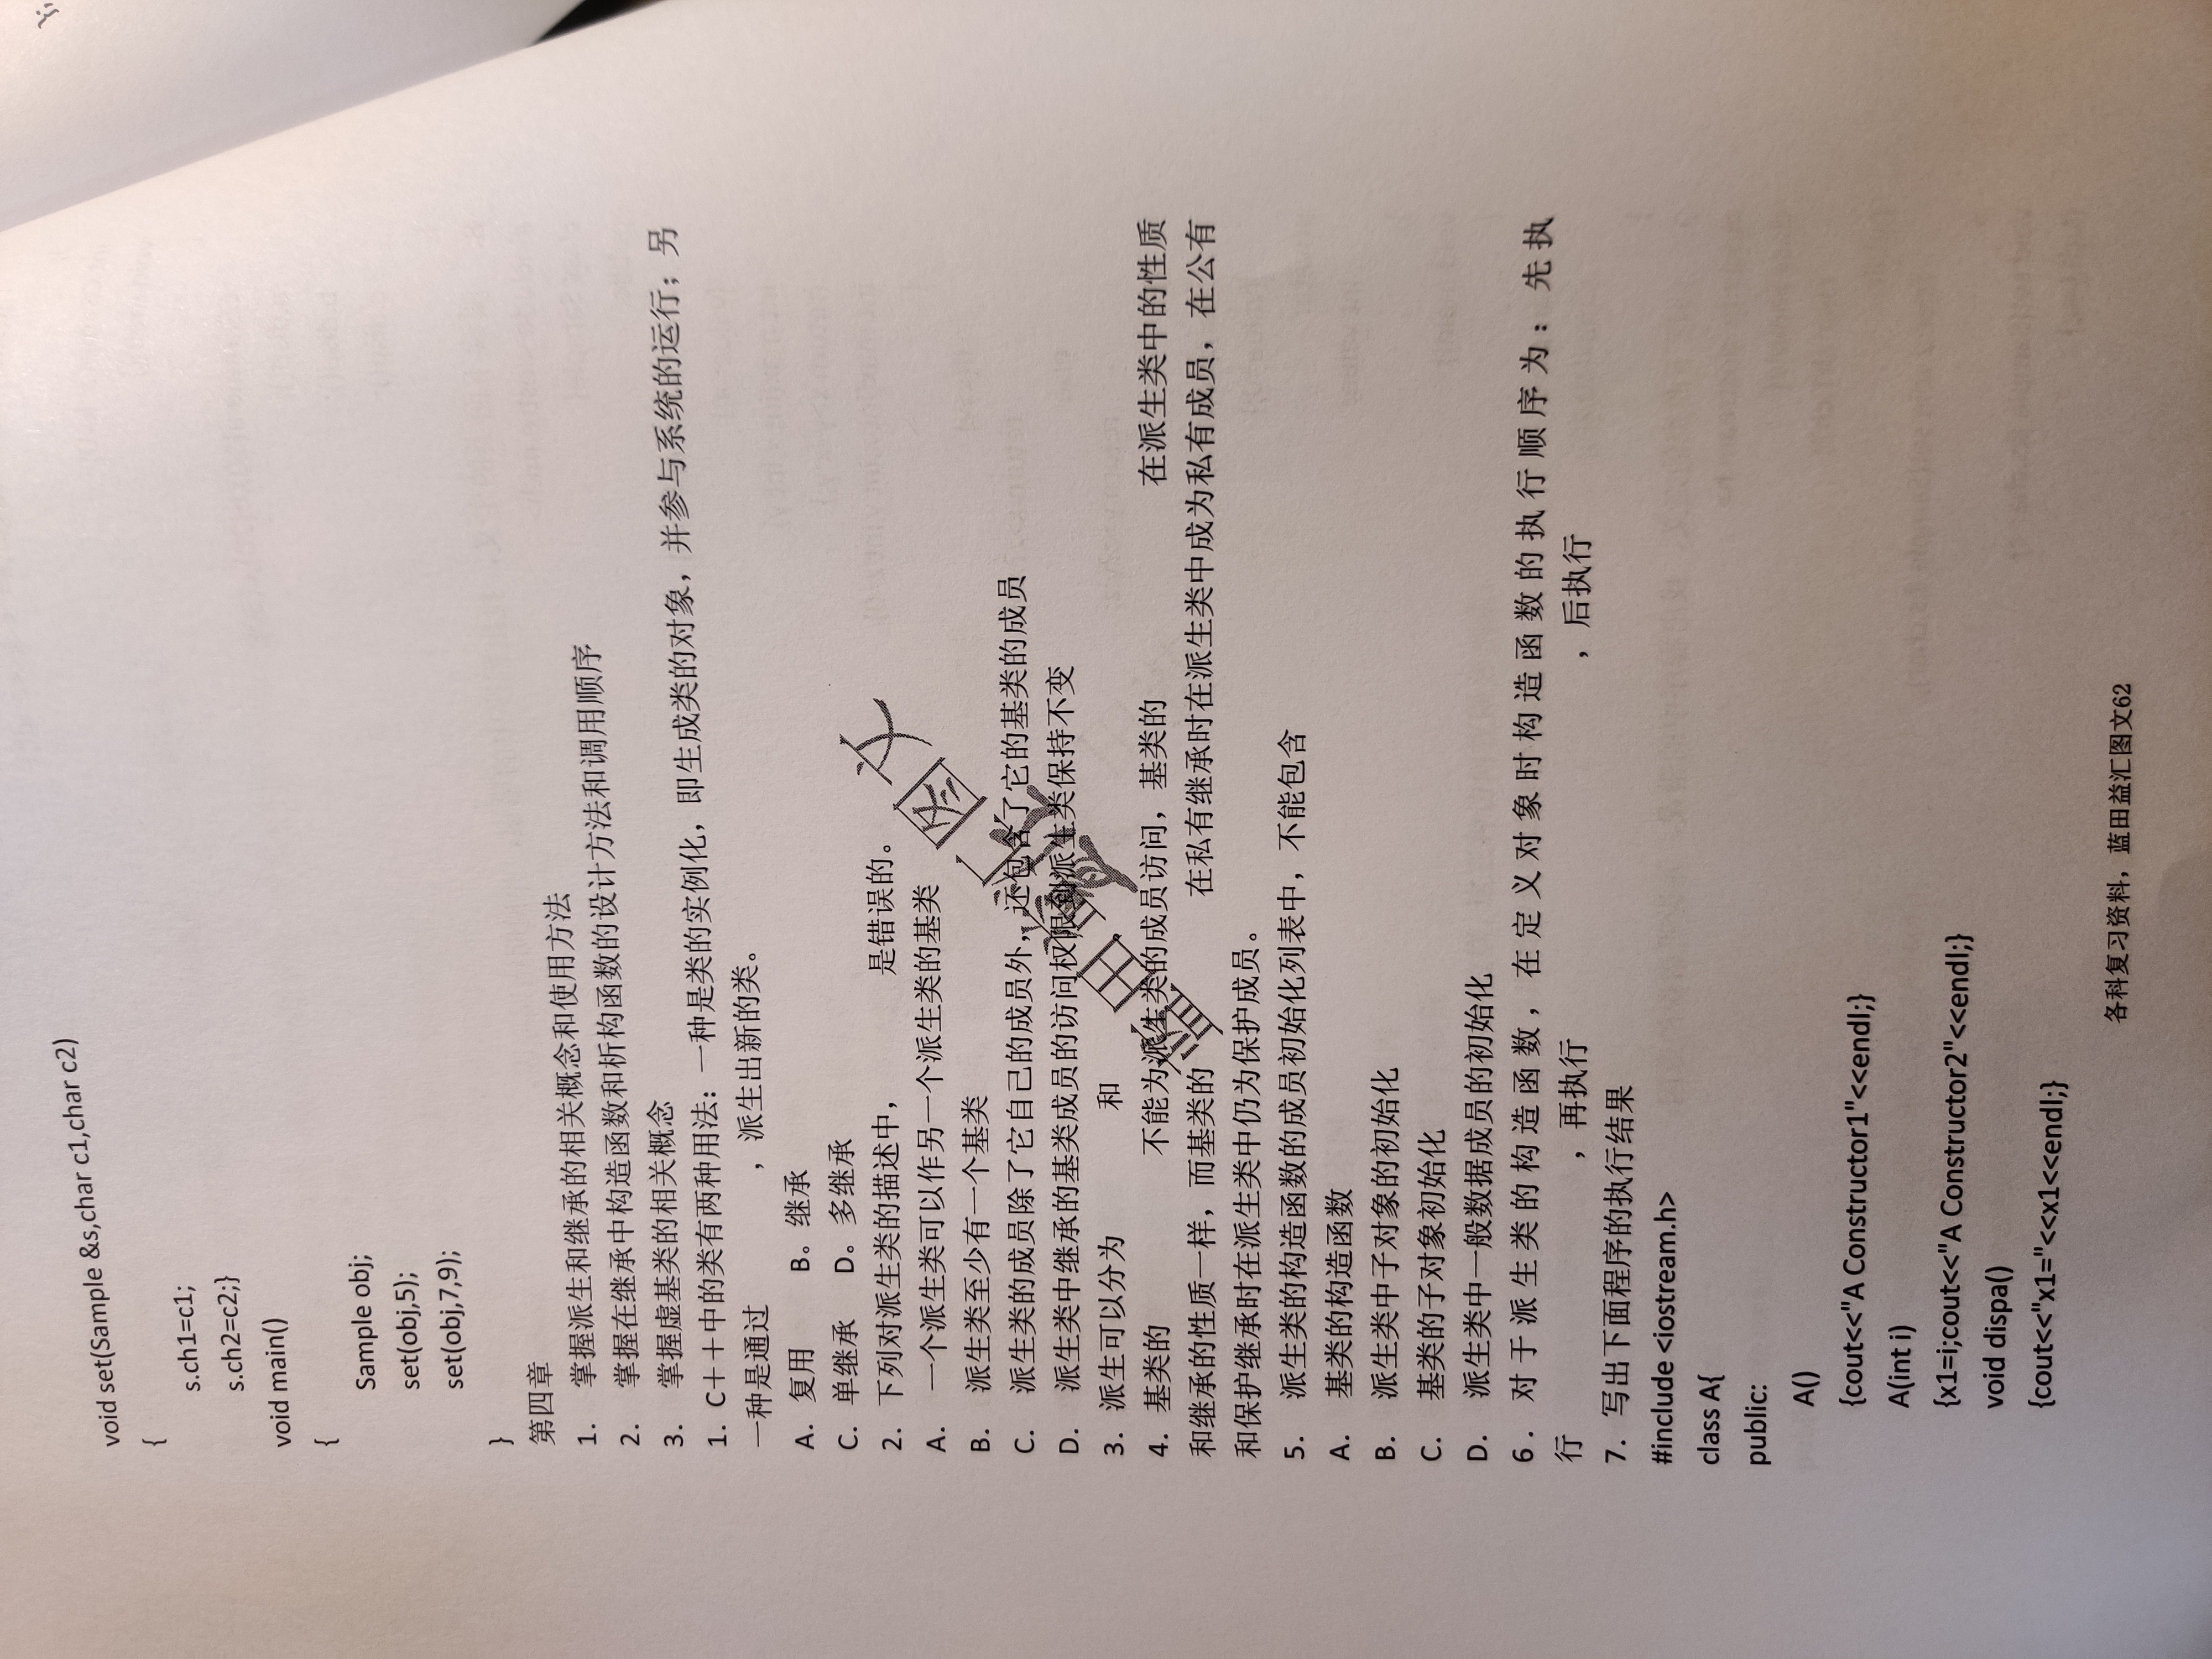 void set(Sample &s,char c1,char c2)
{
s.ch1=c1;
s.ch2=c2;}
void main()
{
Sample obj;
set(obj,5);
set(obj,7,9);
}
第四章
1. 掌握派生和继承的相关概念和使用方法
2. 掌握在继承中构造函数和析构函数的设计方法和调用顺序
3. 掌握虚基类的相关概念
1. C++中的类有两种用法：一种是类的实例化，即生成类的对象，并参与系统的运行；另
一种是通过 ，派生出新的类。
A. 复用 B. 继承
C. 单继承 D. 多继承
2. 下列对派生类的描述中， 是错误的。
A. 一个派生类可以作另一个派生类的基类
B. 派生类至少有一个基类
C. 派生类的成员除了它自己的成员外，还包含了它的基类的成员
D. 派生类中继承的基类成员的访问权限到派生类保持不变
3. 派生可以分为 和
4. 基类的 不能为派生类的成员访问，基类的 在派生类中的性质
和继承的性质一样，而基类的 在私有继承时在派生类中成为私有成员，在公有
和保护继承时在派生类中仍为保护成员。
5. 派生类的构造函数的成员初始化列表中，不能包含
A. 基类的构造函数
B. 派生类中子对象的初始化
C. 基类的子对象初始化
D. 派生类中一般数据成员的初始化
6. 对于派生类的构造函数，在定义对象时构造函数的执行顺序为：先执
行 ，再执行 ，后执行
7. 写出下面程序的执行结果
#include <iostream.h>
class A{
public:
A()
{cout<<"A Constructor1"<<endl;}
A(int i)
{x1=i;cout<<"A Constructor2"<<endl;}
void dispa()
{cout<<"x1="<<x1<<endl;}
各科复习资料，蓝田益汇图文62
蓝田益汇图文
};